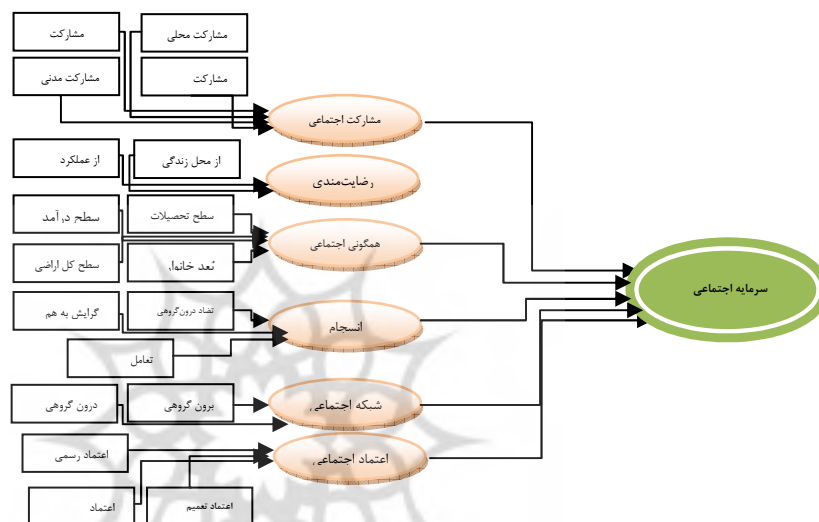 مشارکت محلی
مشارکت
مشارکت
مشارکت مدنی
مشارکت اجتماعی
از محل زندگی
از عملکرد
رضایت‌مندی
سطح تحصیلات
سطح درآمد
همگونی اجتماعی
بُعد خانوار
سطح کل اراضی
سرمایه اجتماعی
تضاد درون‌گروهی
گرایش به هم
انسجام
تعامل
برون گروهی
درون گروهی
شبکه اجتماعی
اعتماد رسمی
اعتماد اجتماعی
اعتماد تعمیم
اعتماد